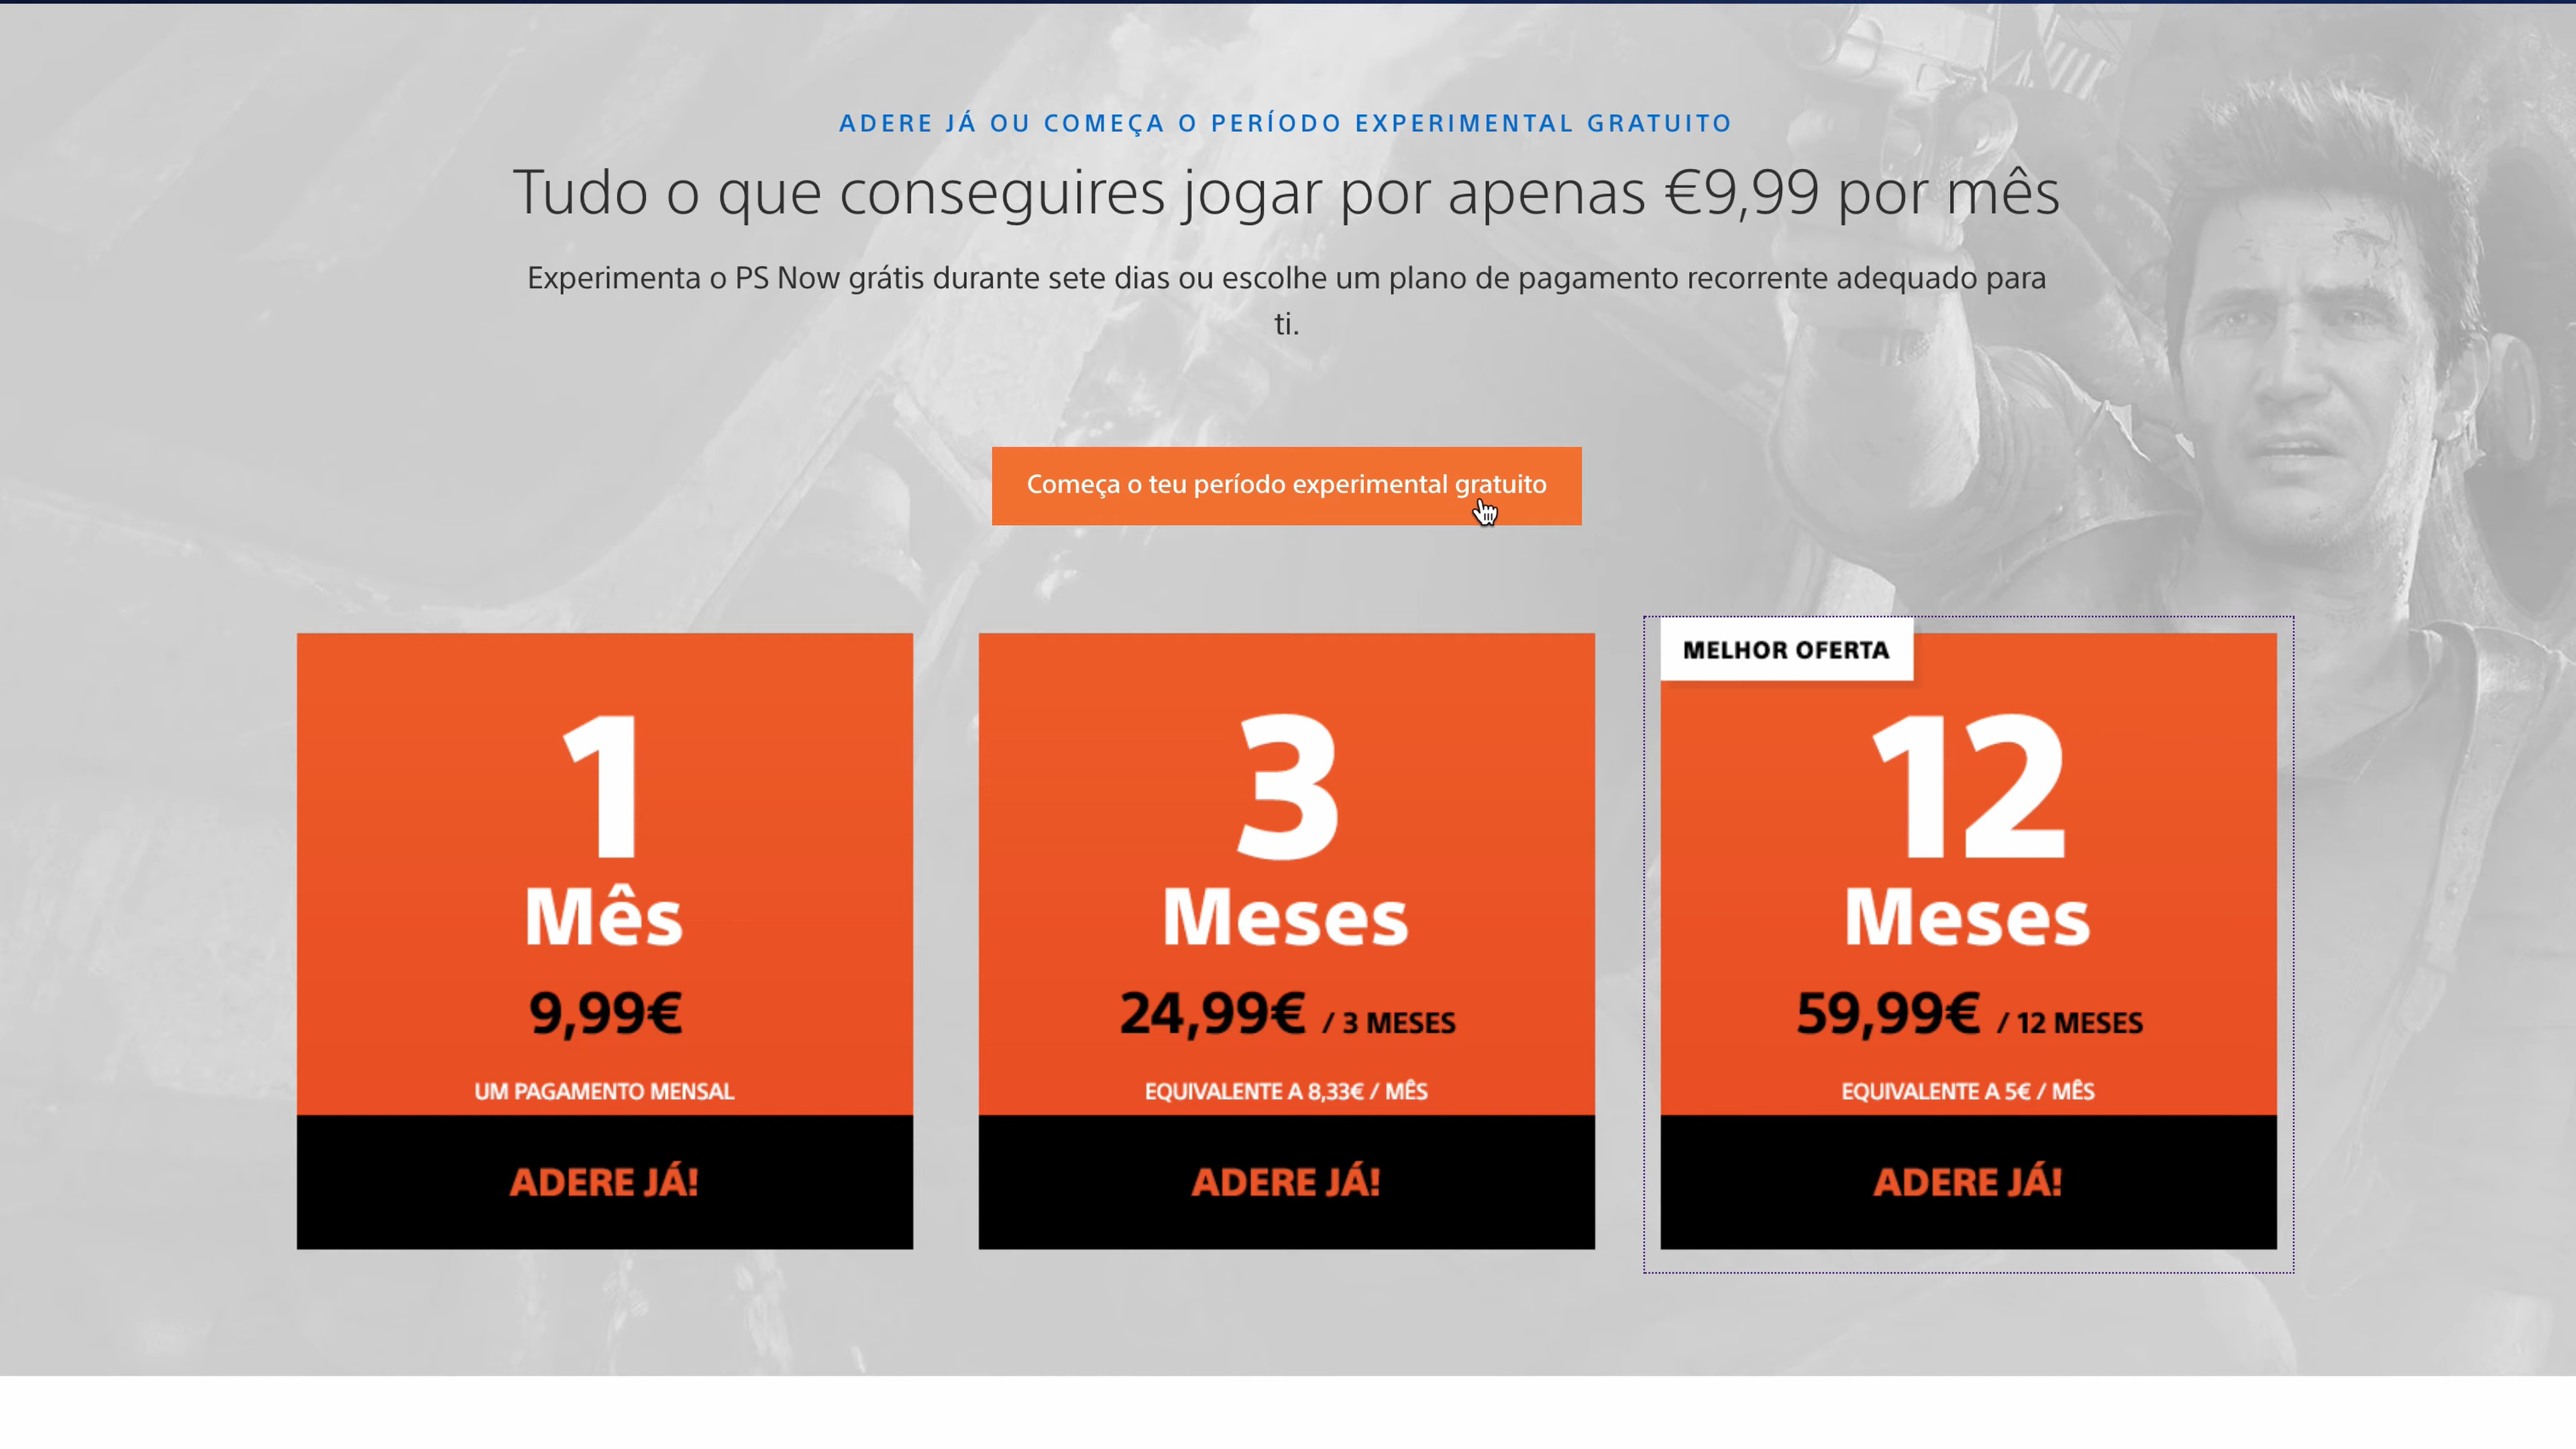 ADERE JÁ OU COMEÇA O PERÍODO EXPERIMENTAL GRATUITO
Tudo o que conseguires jogar por apenas €9,99 por mês
Experimenta o PS Now grátis durante sete dias ou escolhe um plano de pagamento recorrente adequado para
ti.
Começa o teu período experimental gratuito
1
Mês
9,99€
UM PAGAMENTO MENSAL
ADERE JÁ!
3
Meses
24,99€ / 3 MESES
EQUIVALENTE A 8,33€ / MÊS
ADERE JÁ!
MELHOR OFERTA
12
Meses
59,99€ / 12 MESES
EQUIVALENTE A 5€ / MÊS
ADERE JÁ!